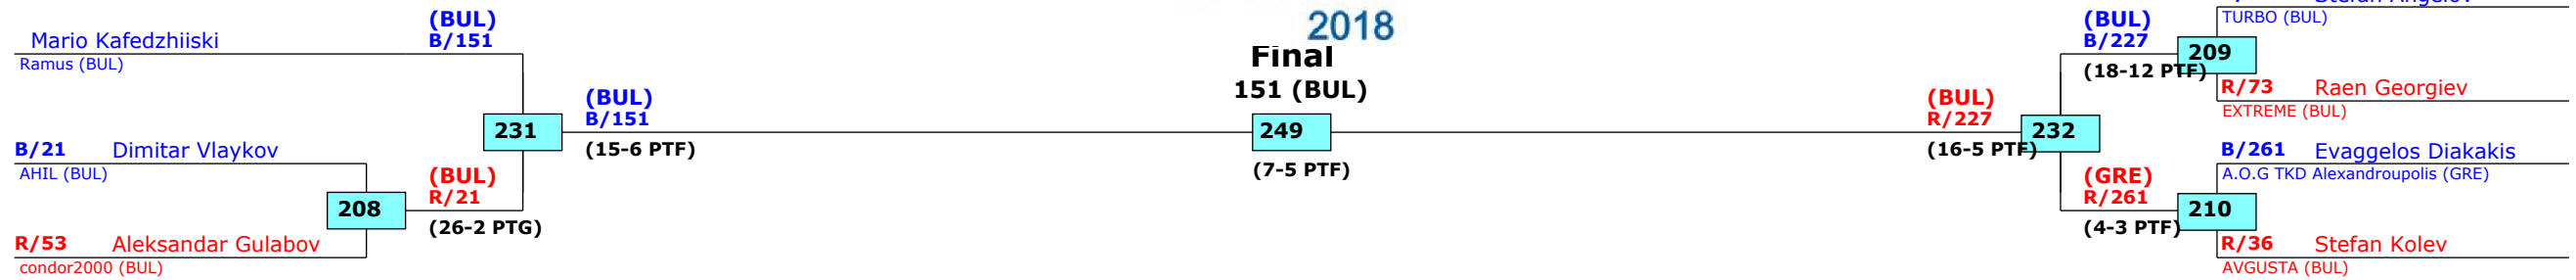 2018
Final
151 (BUL)
249
(7-5 PTF)
(BUL)
B/151
Mario Kafedzhiiski
Ramus (BUL)
231
(BUL)
B/151
(15-6 PTF)
B/21 Dimitar Vlaykov
AHIL (BUL)
208
(BUL)
R/21
(26-2 PTG)
R/53 Aleksandar Gulabov
condor2000 (BUL)
(BUL)
R/227
(16-5 PTF)
232
(BUL)
B/227
(18-12 PTF)
209
TURBO (BUL)
R/73 Raen Georgiev
EXTREME (BUL)
B/261 Evaggelos Diakakis
A.O.G TKD Alexandroupolis (GRE)
(GRE)
R/261
(4-3 PTF)
210
R/36 Stefan Kolev
AVGUSTA (BUL)